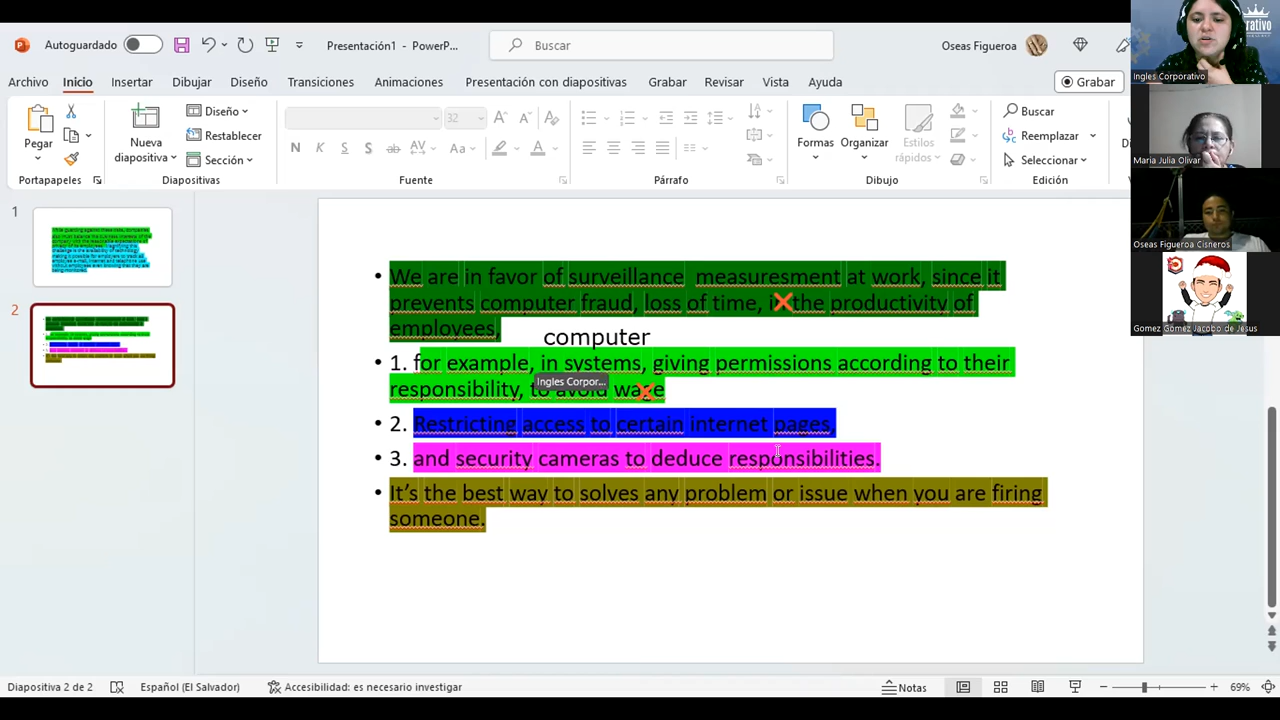 Autoguardado
Presentación1 - PowerP...
Buscar
Oseas Figueroa
rativo
Ingles Corporativo
Archivo Inicio Insertar Dibujar Diseño Transiciones Animaciones Presentación con diapositivas Grabar Revisar Vista Ayuda
Grabar
Pegar
Nueva diapositiva
Diseño
Restablecer
Sección
32
Formas
Organizar
Estilos rápidos
Buscar
Reemplazar
Seleccionar
Portapapeles Diapositivas Fuente Párrafo Dibujo Edición
Maria Julia Olivar
Oseas Figueroa Cisneros
Gomez Gomez Jacobo de Jesus
1
2
• We are in favor of surveillance measuresment at work, since it
prevents computer fraud, loss of time, the productivity of
employees,
computer
• 1. for example, in systems, giving permissions according to their
Ingles Corpor...
responsibility, to avoid wage
• 2. Restricting access to certain internet pages,
• 3. and security cameras to deduce responsibilities.
• It's the best way to solves any problem or issue when you are firing
someone.
Diapositiva 2 de 2
Español (El Salvador)
Accesibilidad: es necesario investigar
Notas
69%